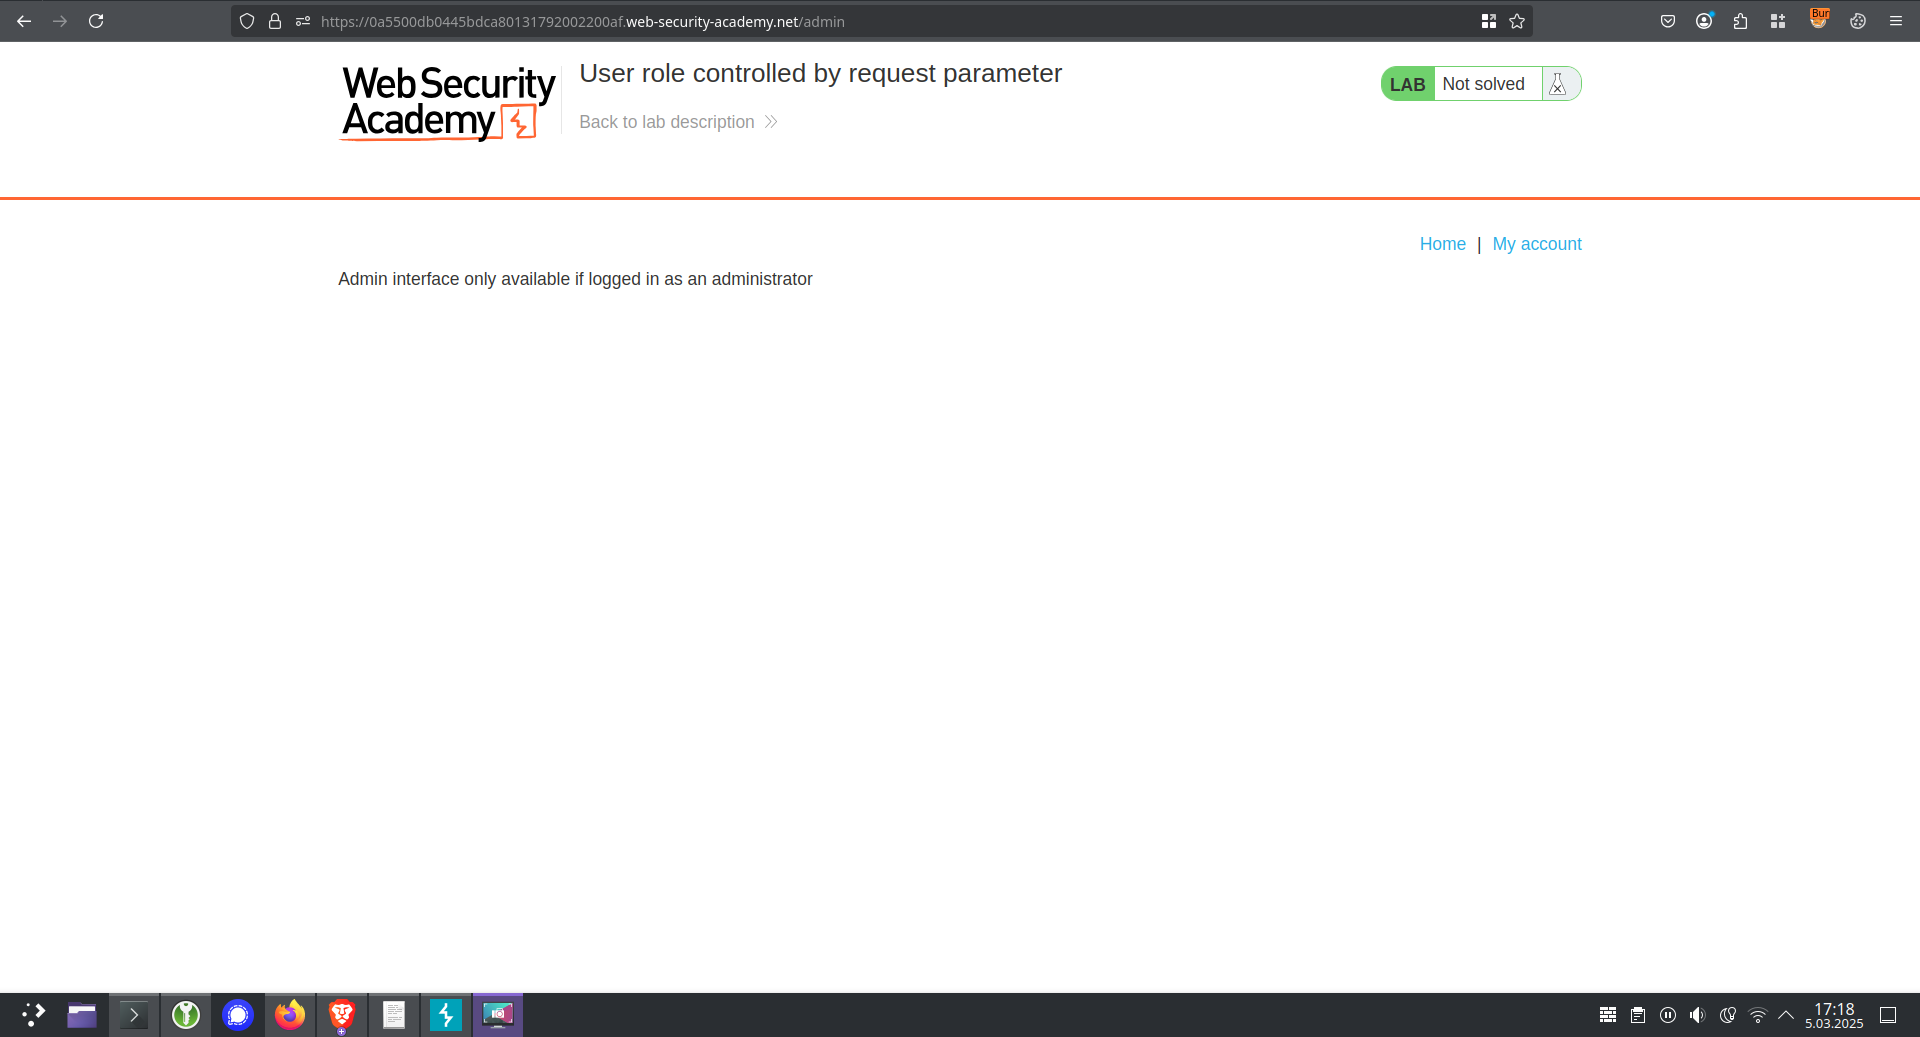 https://0a5500db0445bdca80131792002200af.web-security-academy.net/admin
Bur
Web Security
Academy
User role controlled by request parameter
Back to lab description
LAB Not solved
Home | My account
Admin interface only available if logged in as an administrator
17:18
5.03.2025